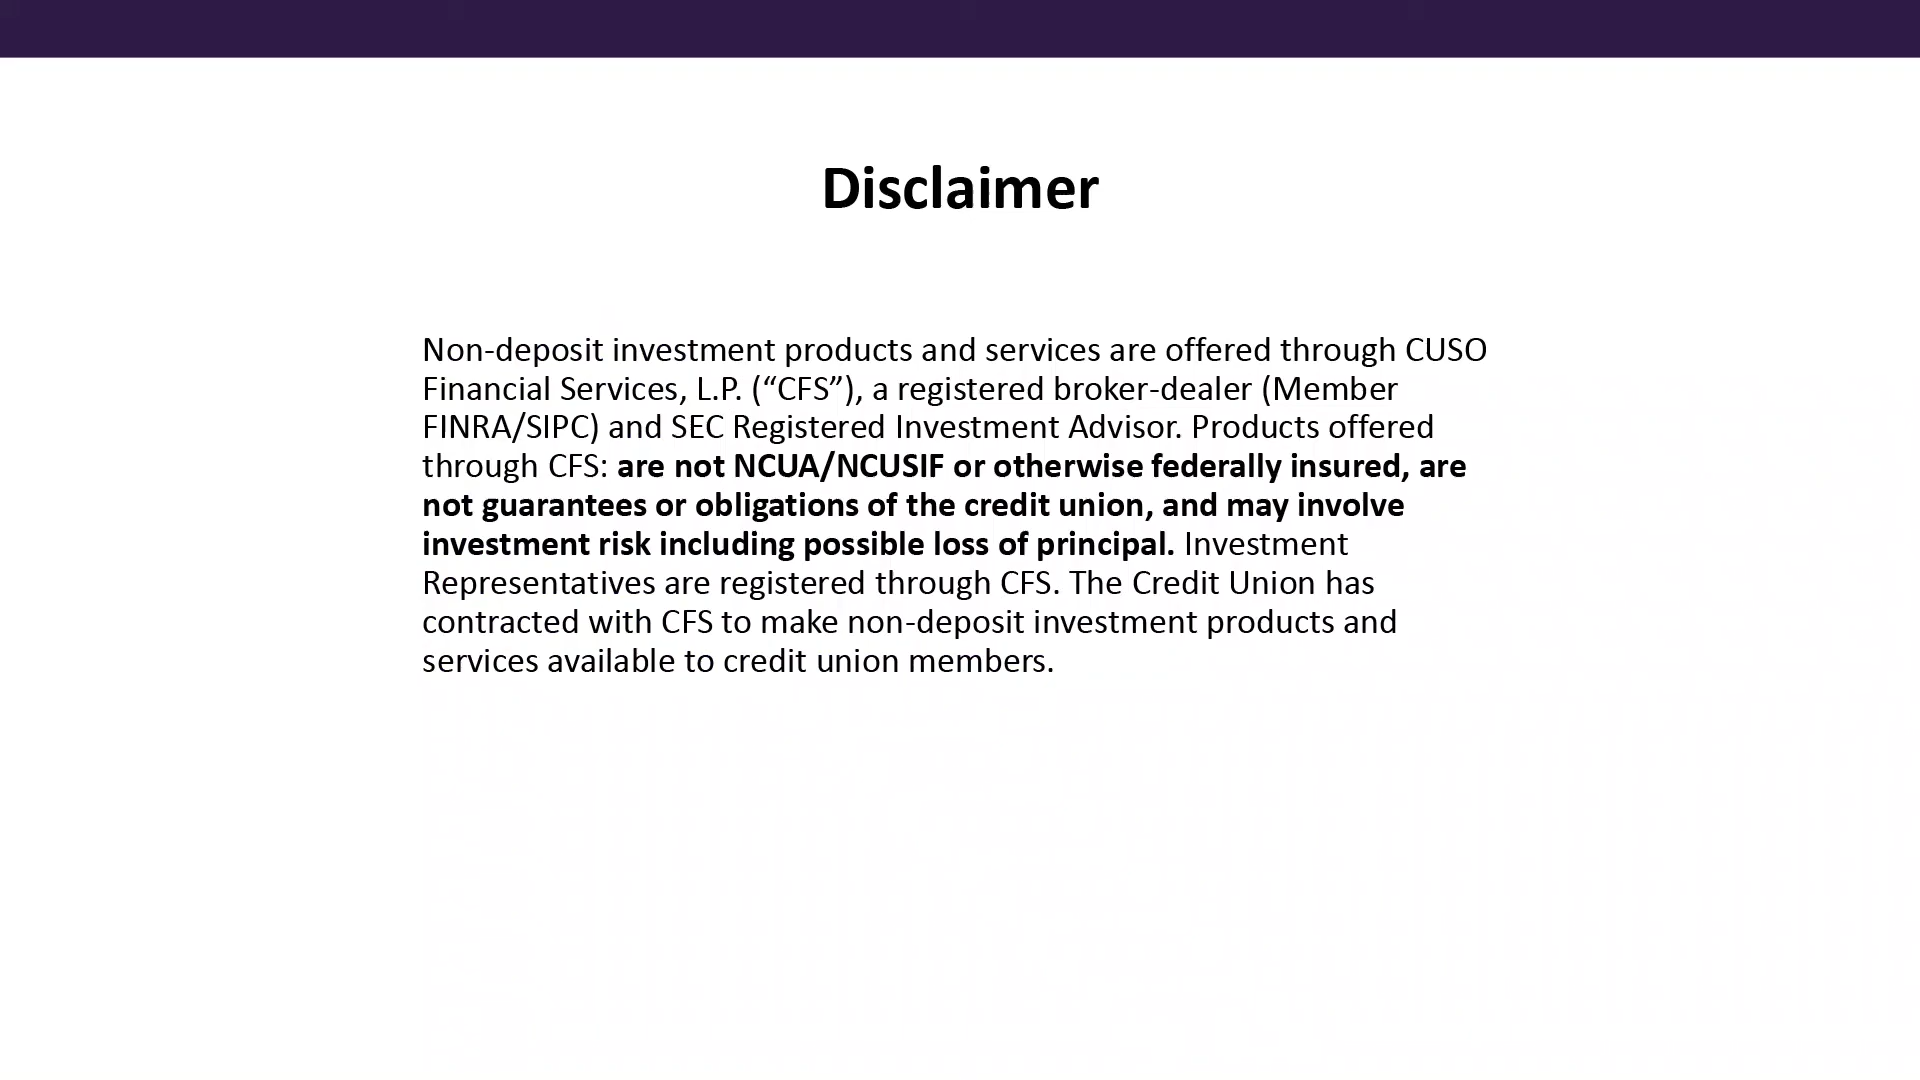 Disclaimer
Non-deposit investment products and services are offered through CUSO
Financial Services, L.P. (“CFS”), a registered broker-dealer (Member
FINRA/SIPC) and SEC Registered Investment Advisor. Products offered
through CFS: are not NCUA/NCUSIF or otherwise federally insured, are
not guarantees or obligations of the credit union, and may involve
investment risk including possible loss of principal. Investment
Representatives are registered through CFS. The Credit Union has
contracted with CFS to make non-deposit investment products and
services available to credit union members.